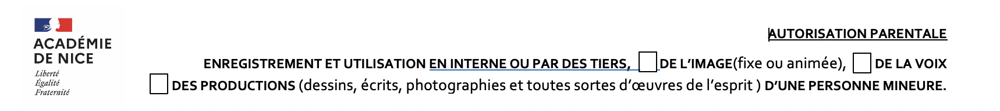 ACADÉMIE
DE NICE
Liberté
Égalité
Fraternité
AUTORISATION PARENTALE
ENREGISTREMENT ET UTILISATION EN INTERNE OU PAR DES TIERS, DE L’IMAGE(fixe ou animée), DE LA VOIX
DES PRODUCTIONS (dessins, écrits, photographies et toutes sortes d’œuvres de l’esprit ) D’UNE PERSONNE MINEURE.